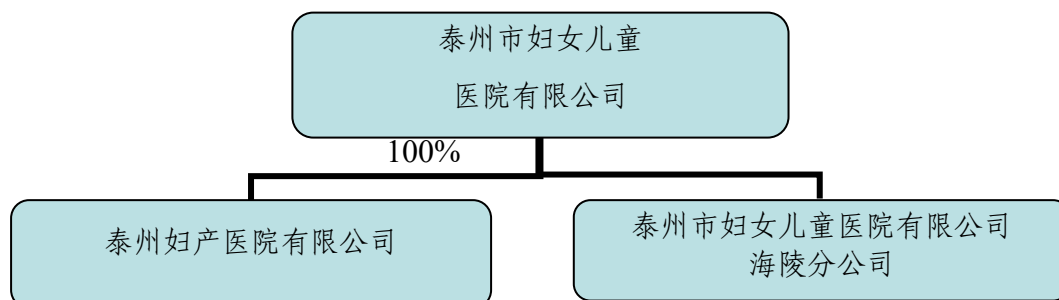 泰州市妇女儿童
医院有限公司
100%
泰州妇产医院有限公司
泰州市妇女儿童医院有限公司
海陵分公司